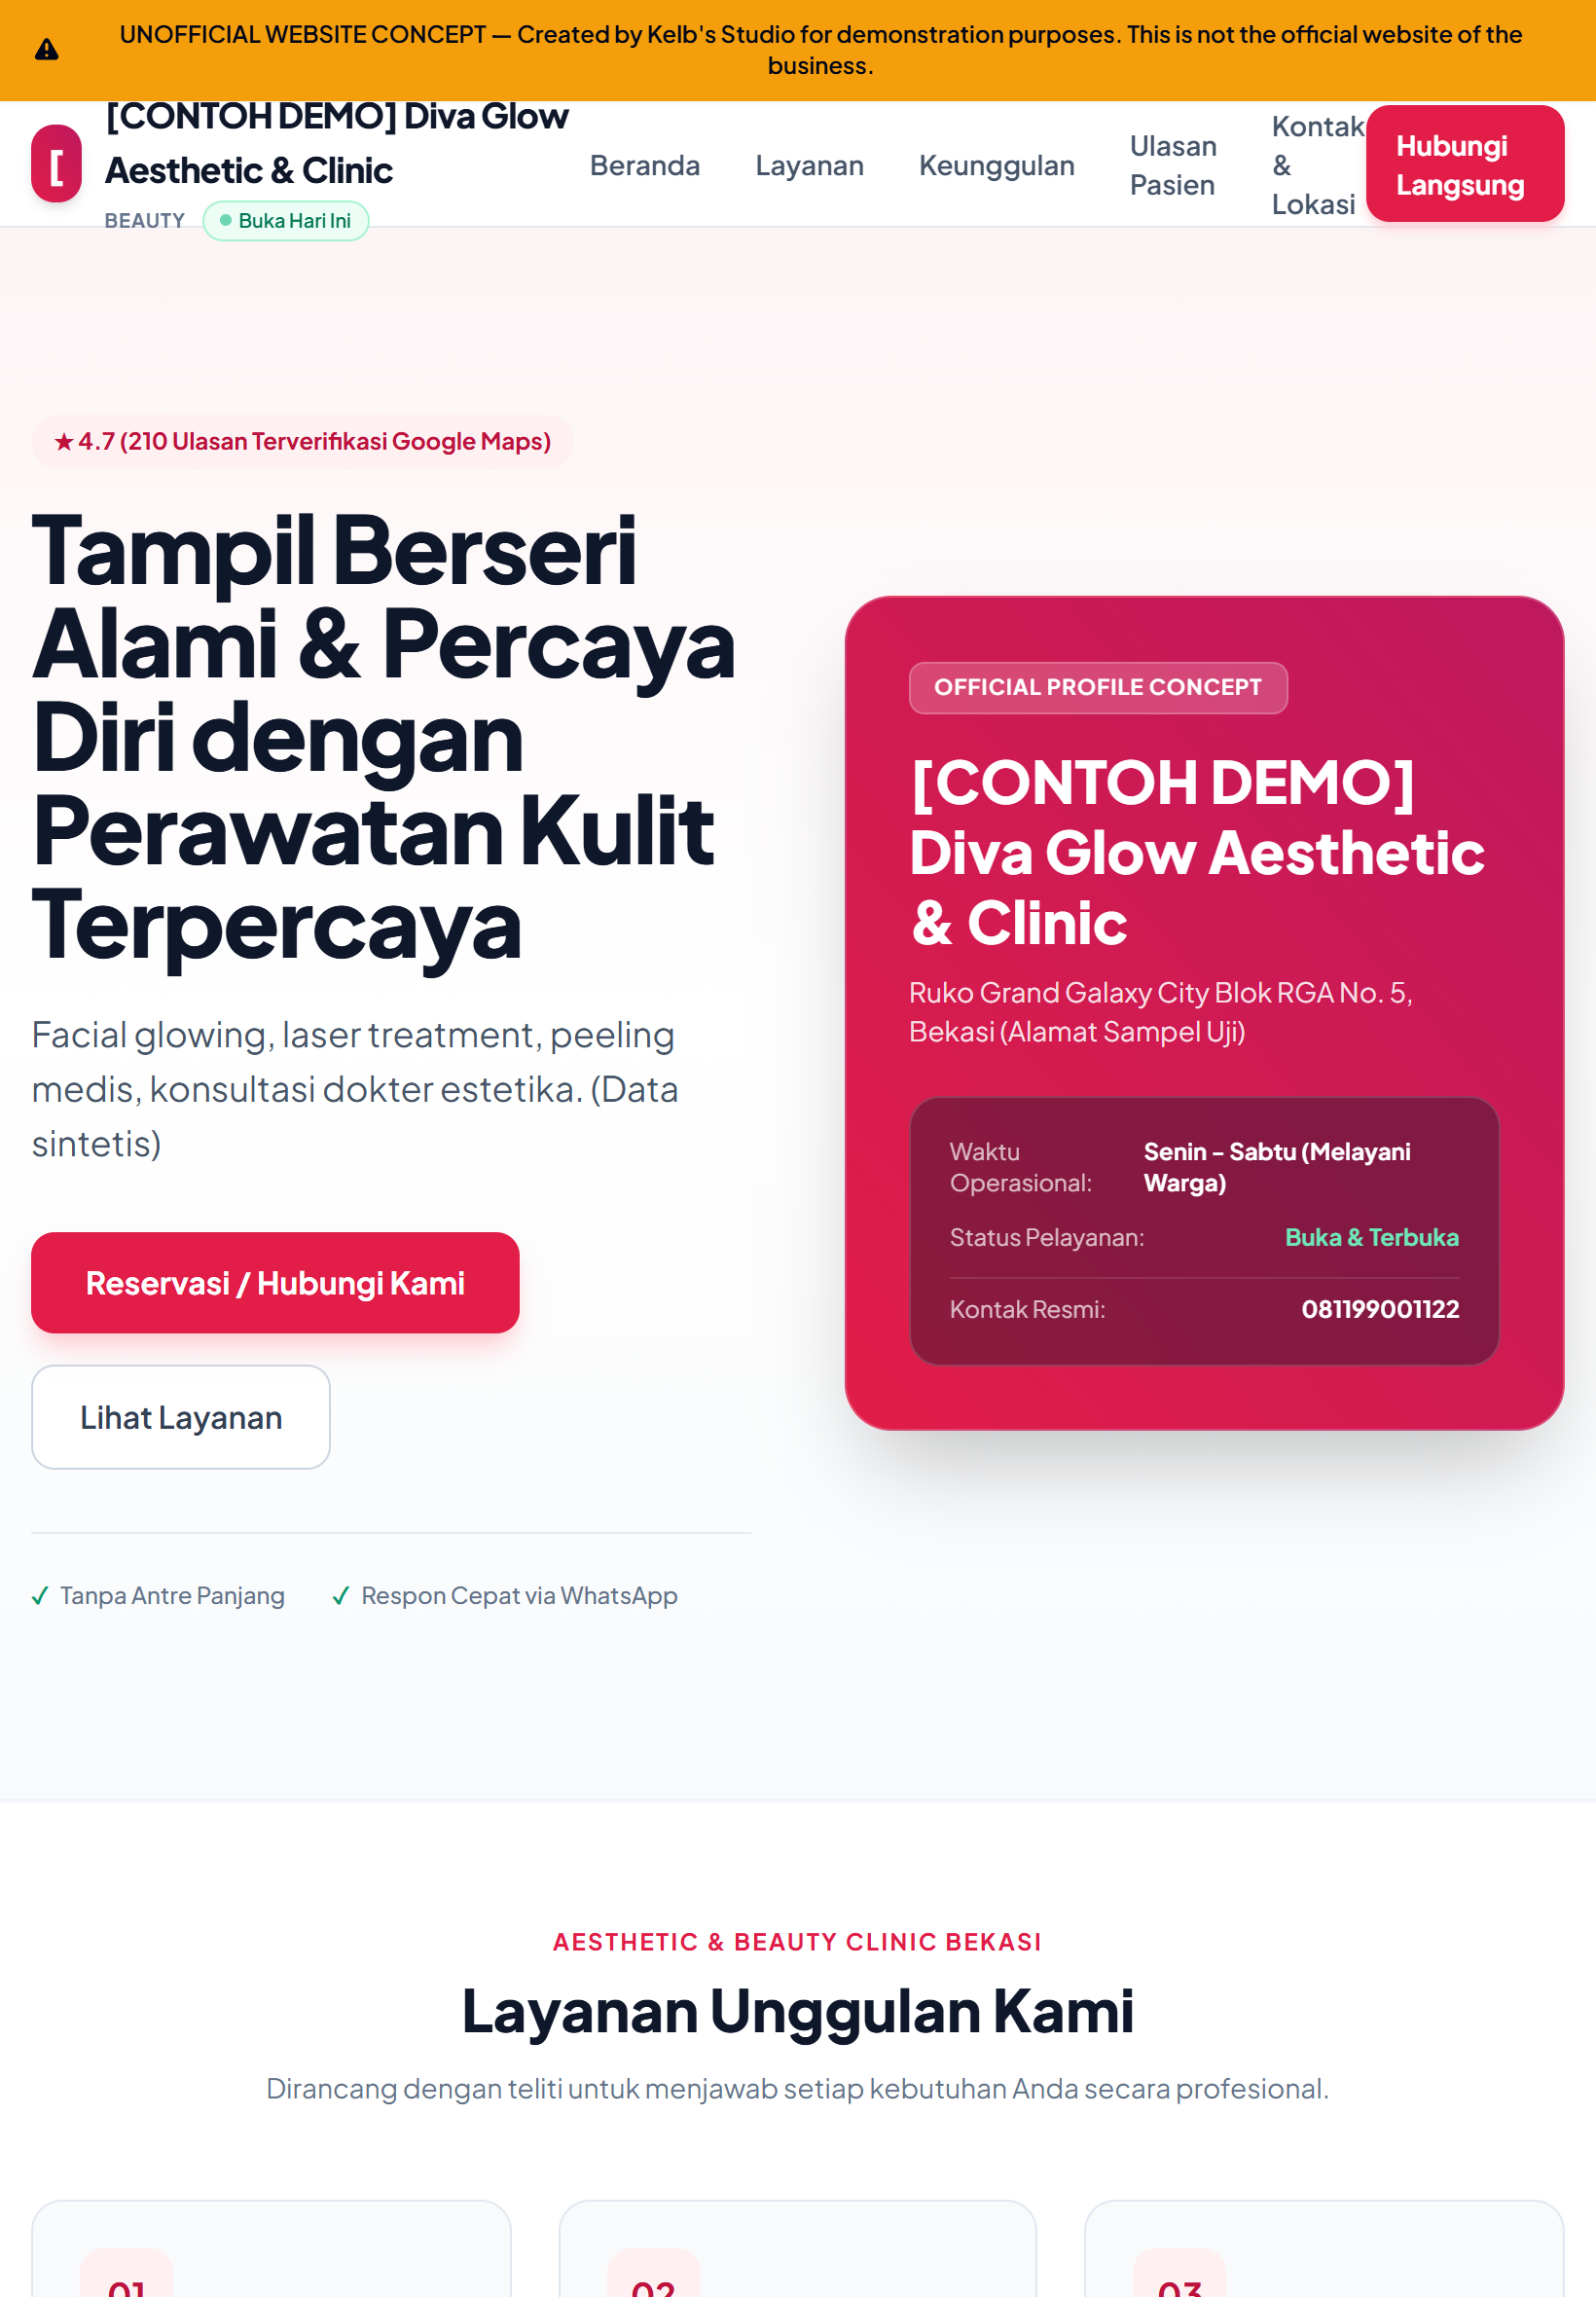 UNOFFICIAL WEBSITE CONCEPT — Created by Kelb's Studio for demonstration purposes. This is not the official website of the
business.
[
[CONTOH DEMO] Diva Glow
Aesthetic & Clinic
BEAUTY
Buka Hari Ini
Beranda
Layanan
Keunggulan
Ulasan
Pasien
Kontak
&
Lokasi
Hubungi
Langsung
★ 4.7 (210 Ulasan Terverifikasi Google Maps)
Tampil Berseri
Alami & Percaya
Diri dengan
Perawatan Kulit
Terpercaya
Facial glowing, laser treatment, peeling
medis, konsultasi dokter estetika. (Data
sintetis)
Reservasi / Hubungi Kami
Lihat Layanan
✓ Tanpa Antre Panjang
✓ Respon Cepat via WhatsApp
OFFICIAL PROFILE CONCEPT
[CONTOH DEMO]
Diva Glow Aesthetic
& Clinic
Ruko Grand Galaxy City Blok RGA No. 5,
Bekasi (Alamat Sampel Uji)
Waktu
Operasional:
Senin - Sabtu (Melayani
Warga)
Status Pelayanan:
Buka & Terbuka
Kontak Resmi:
081199001122
AESTHETIC & BEAUTY CLINIC BEKASI
Layanan Unggulan Kami
Dirancang dengan teliti untuk menjawab setiap kebutuhan Anda secara profesional.
01
02
03